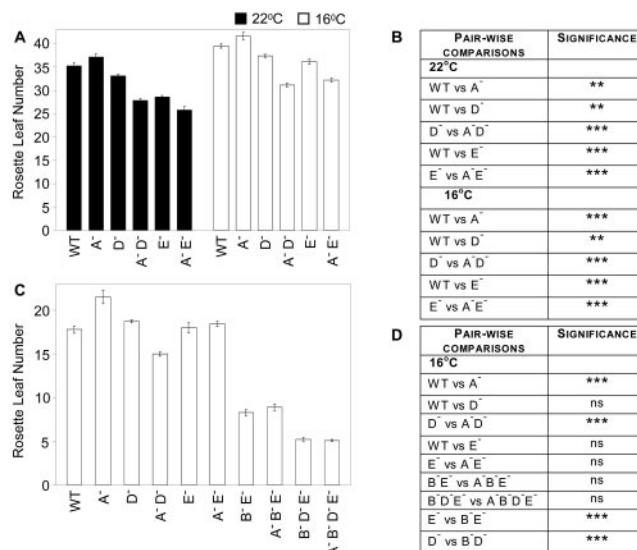 22⁰C 16⁰C
A
Rosette Leaf Number
40
35
30
25
20
15
10
5
0
WT A⁻ D⁻ A⁻ D⁻ E⁻ A⁻ E⁻ WT A⁻ D⁻ A⁻ D⁻ E⁻ A⁻ E⁻
B
PAIR-WISE COMPARISONS SIGNIFICANCE
22°C
WT vs A⁻ **
WT vs D⁻ **
D⁻ vs A⁻D⁻ ***
WT vs E⁻ ***
E⁻ vs A⁻E⁻ ***
16°C
WT vs A⁻ ***
WT vs D⁻ **
D⁻ vs A⁻D⁻ ***
WT vs E⁻ ***
E⁻ vs A⁻E⁻ ***
C
Rosette Leaf Number
20
15
10
5
0
WT A⁻ D⁻ A⁻ D⁻ E⁻ A⁻ E⁻ B⁻ E⁻ A⁻ B⁻ E⁻ B⁻ D⁻ E⁻ A⁻ B⁻ D⁻ E⁻
D
PAIR-WISE COMPARISONS SIGNIFICANCE
16°C
WT vs A⁻ ***
WT vs D⁻ ns
D⁻ vs A⁻D⁻ ***
WT vs E⁻ ns
E⁻ vs A⁻E⁻ ns
B⁻E⁻ vs A⁻B⁻E⁻ ns
B⁻D⁻E⁻ vs A⁻B⁻D⁻E⁻ ns
E⁻ vs B⁻E⁻ ***
D⁻ vs B⁻D⁻ ***